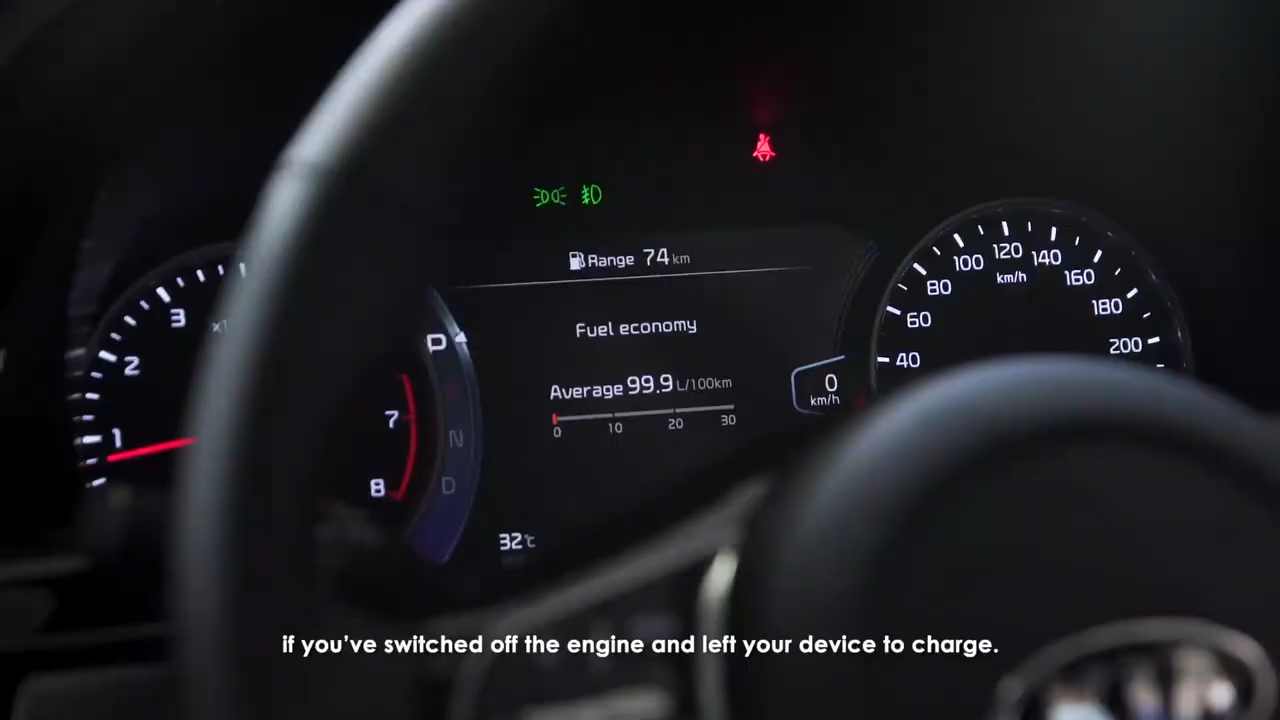 Range 74 km
Fuel economy
Average 99.9 L/100km
0 10 20 30
P
N
D
32°C
1
2
3
7
8
0
km/h
40
60
80
100
120
140
160
180
200
km/h
if you've switched off the engine and left your device to charge.